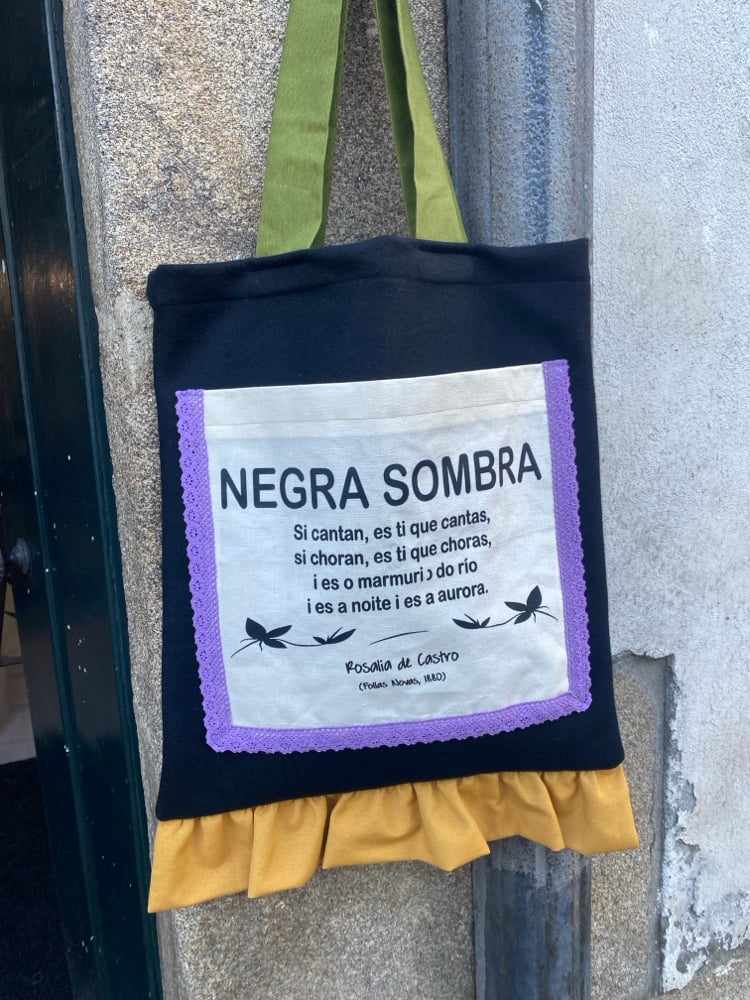 NEGRA SOMBRA
Si cantan, es ti que cantas,
si choran, es ti que choras,
i es o marmurio do río
i es a noite i es a aurora.
Rosalía de Castro
(Follas Novas, 1880)